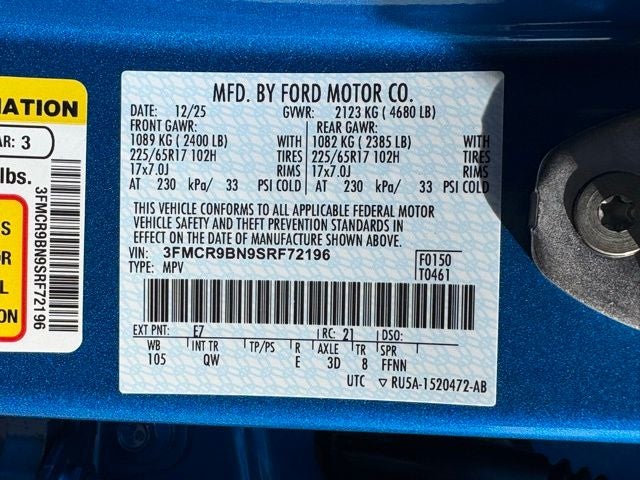 MFD. BY FORD MOTOR CO.
DATE: 12/25 GVWR: 2123 KG ( 4680 LB)
FRONT GAWR: REAR GAWR:
1089 KG ( 2400 LB) WITH 1082 KG ( 2385 LB) WITH
225/65R17 102H TIRES 225/65R17 102H TIRES
17x7.0J RIMS 17x7.0J RIMS
AT 230 kPa/ 33 PSI COLD AT 230 kPa/ 33 PSI COLD
THIS VEHICLE CONFORMS TO ALL APPLICABLE FEDERAL MOTOR
VEHICLE SAFETY AND THEFT PREVENTION STANDARDS IN
EFFECT ON THE DATE OF MANUFACTURE SHOWN ABOVE.
VIN: 3FMCR9BN9SRF72196 F0150
TYPE: MPV T0461
EXT PNT: E7 RC: 21 DSO:
WB INT TR TP/PS R AXLE TR SPR
105 QW E 3D 8 FFNN
UTC ▽ RU5A-1520472-AB
MATION
AR: 3
lbs.
S
OR
L
ON
3FMCR9BN9SRF72196